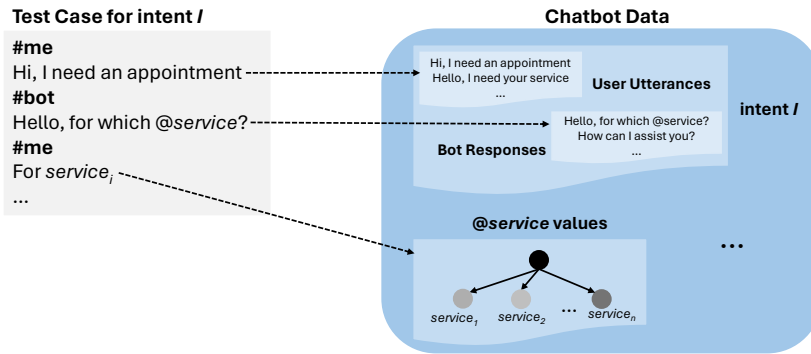 Test Case for intent I
#me
Hi, I need an appointment
#bot
Hello, for which @service?
#me
For serviceᵢ
...
Chatbot Data
Hi, I need an appointment
Hello, I need your service
...
User Utterances
intent I
Hello, for which @service?
How can I assist you?
...
Bot Responses
@service values
...
...
service₁
service₂
serviceₙ